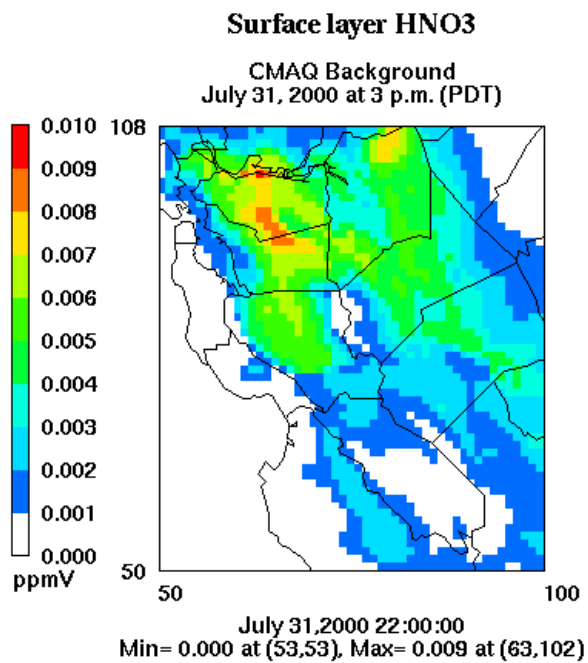 Surface layer HNO3
CMAQ Background
July 31, 2000 at 3 p.m. (PDT)
0.010
0.009
0.008
0.007
0.006
0.005
0.004
0.003
0.002
0.001
0.000
ppmV
108
50
50
100
July 31,2000 22:00:00
Min= 0.000 at (53,53), Max= 0.009 at (63,102)